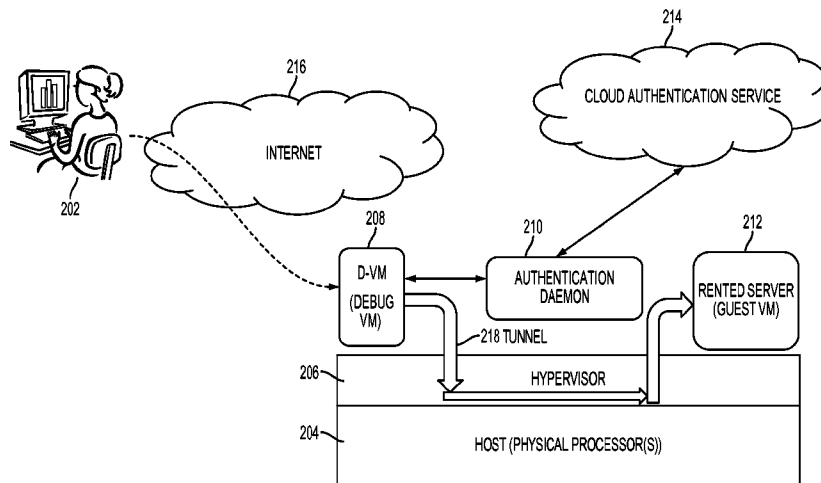 214
CLOUD AUTHENTICATION SERVICE
216
INTERNET
202
208
D-VM
(DEBUG
VM)
210
AUTHENTICATION
DAEMON
212
RENTED SERVER
(GUEST VM)
218 TUNNEL
206
HYPERVISOR
204
HOST (PHYSICAL PROCESSOR(S))